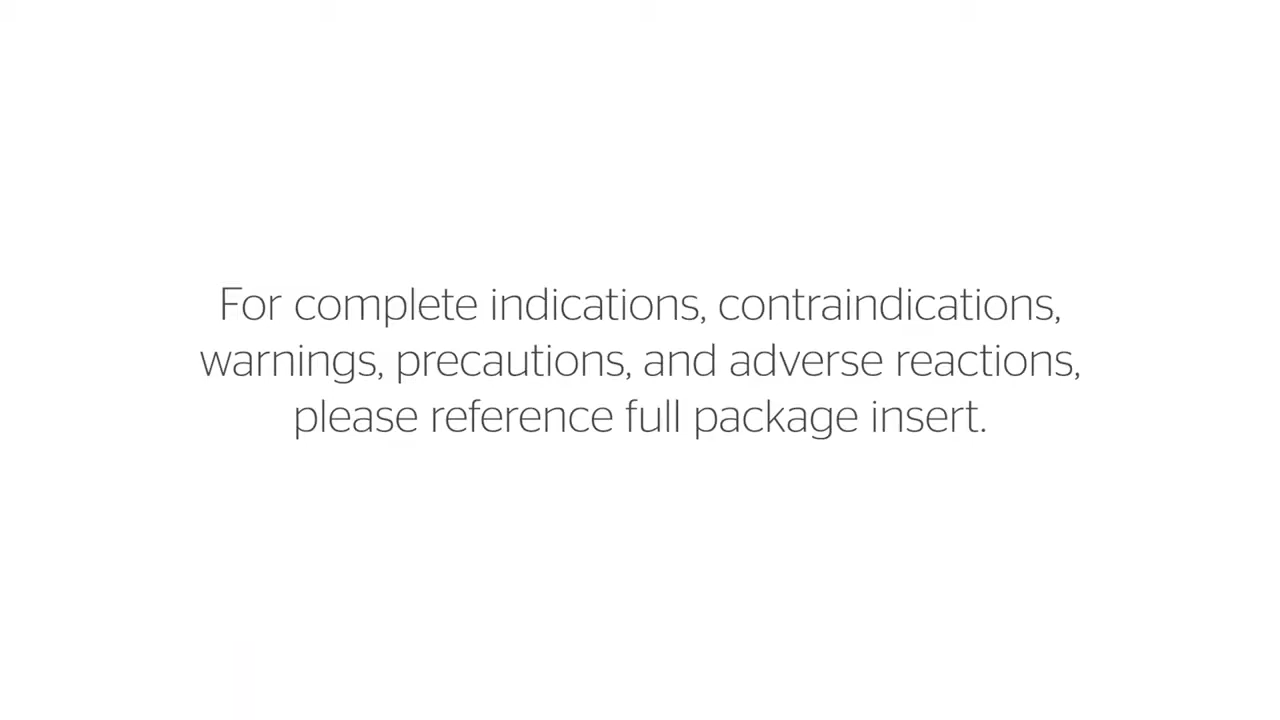 For complete indications, contraindications,
warnings, precautions, and adverse reactions,
please reference full package insert.